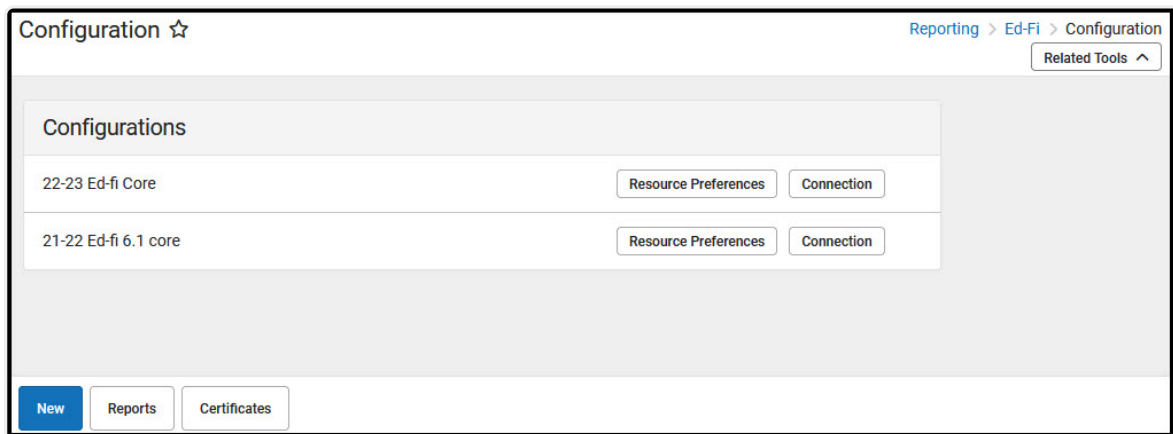 Configuration ☆
Reporting > Ed-Fi > Configuration
Related Tools
Configurations
22-23 Ed-fi Core Resource Preferences Connection
21-22 Ed-fi 6.1 core Resource Preferences Connection
New Reports Certificates